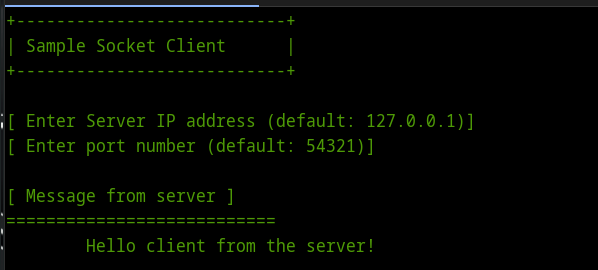 +---------------------------+
| Sample Socket Client      |
+---------------------------+
[ Enter Server IP address (default: 127.0.0.1)]
[ Enter port number (default: 54321)]
[ Message from server ]
===========================
        Hello client from the server!